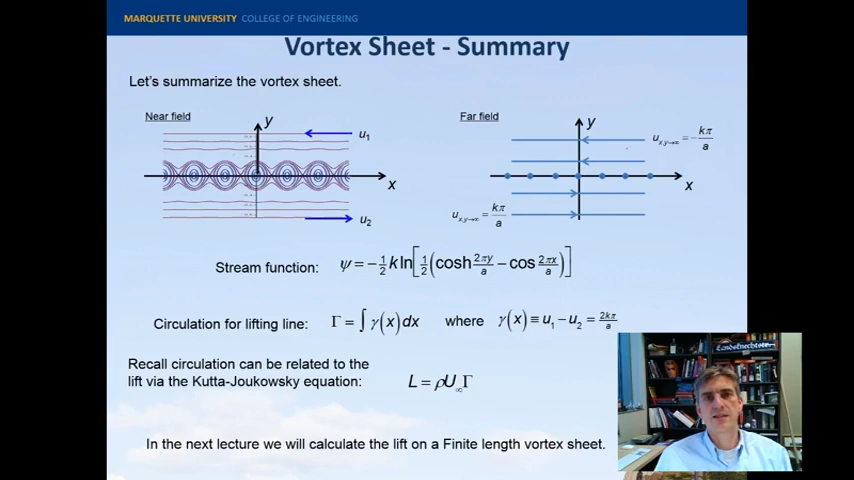 MARQUETTE UNIVERSITY COLLEGE OF ENGINEERING
Vortex Sheet - Summary
Let's summarize the vortex sheet.
Near field
y
u₁
x
u₂
Far field
y
u_{x,y→∞} = -kπ/a
x
u_{x,y→∞} = kπ/a
Stream function: ψ = -½ k ln[½(cosh 2πy/a - cos 2πx/a)]
Circulation for lifting line: Γ = ∫ γ(x)dx where γ(x) ≡ u₁ - u₂ = 2kπ/a
Recall circulation can be related to the
lift via the Kutta-Joukowsky equation: L = ρU∞Γ
In the next lecture we will calculate the lift on a Finite length vortex sheet.
Landsknechte